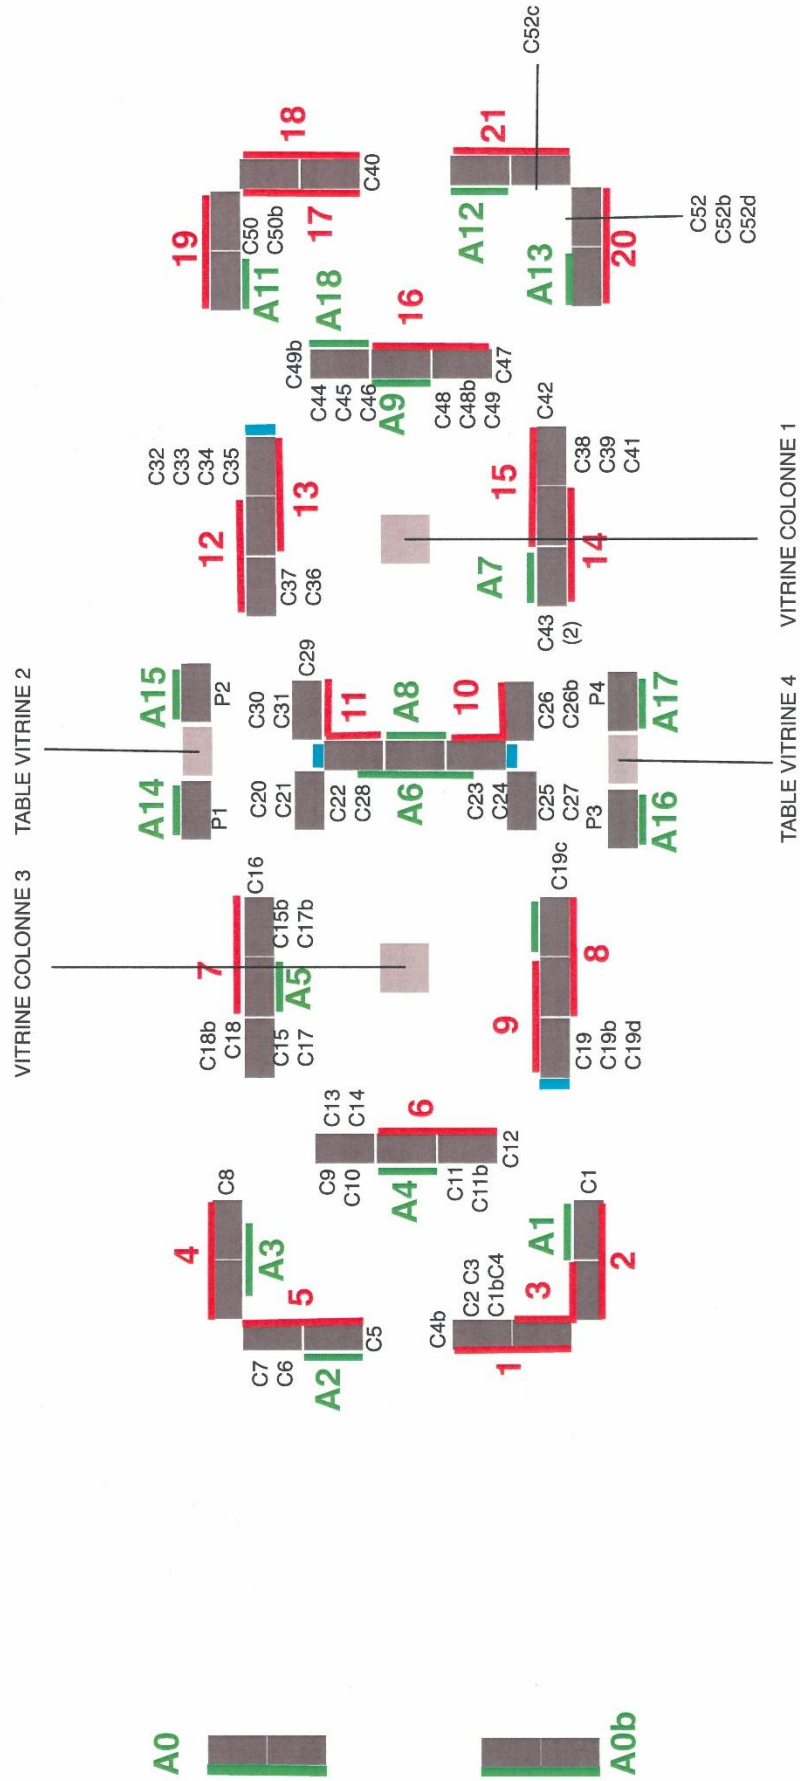 A0
A0b
VITRINE COLONNE 3
TABLE VITRINE 2
4
C8
A3
5
C7
C6
A2
C5
C4b
C2 C3
C1bC4
1
3
A1
C1
2
C9
C10
C13
C14
A4
6
C11
C11b
C12
7
C16
C18b
C18
C15
C17
A5
C15b
C17b
9
C19c
C19
C19b
C19d
8
A14
P1
A15
P2
C20
C21
C30
C31
C29
C22
C28
11
A6
A8
C23
C24
10
C25
C27
C26
C26b
P3
P4
A16
A17
TABLE VITRINE 4
12
C32
C33
C34
C35
C37
C36
13
A7
15
C42
C43
(2)
14
C38
C39
C41
VITRINE COLONNE 1
C49b
A18
C44
C45
C46
A9
16
C48
C48b
C49
C47
19
A11
C50
C50b
17
18
C40
A12
21
C52c
A13
20
C52
C52b
C52d